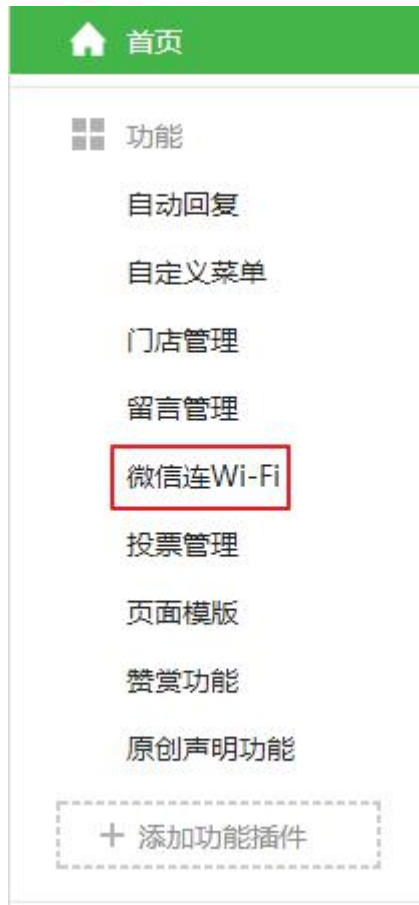 首页
功能
自动回复
自定义菜单
门店管理
留言管理
微信连Wi-Fi
投票管理
页面模版
赞赏功能
原创声明功能
+ 添加功能插件